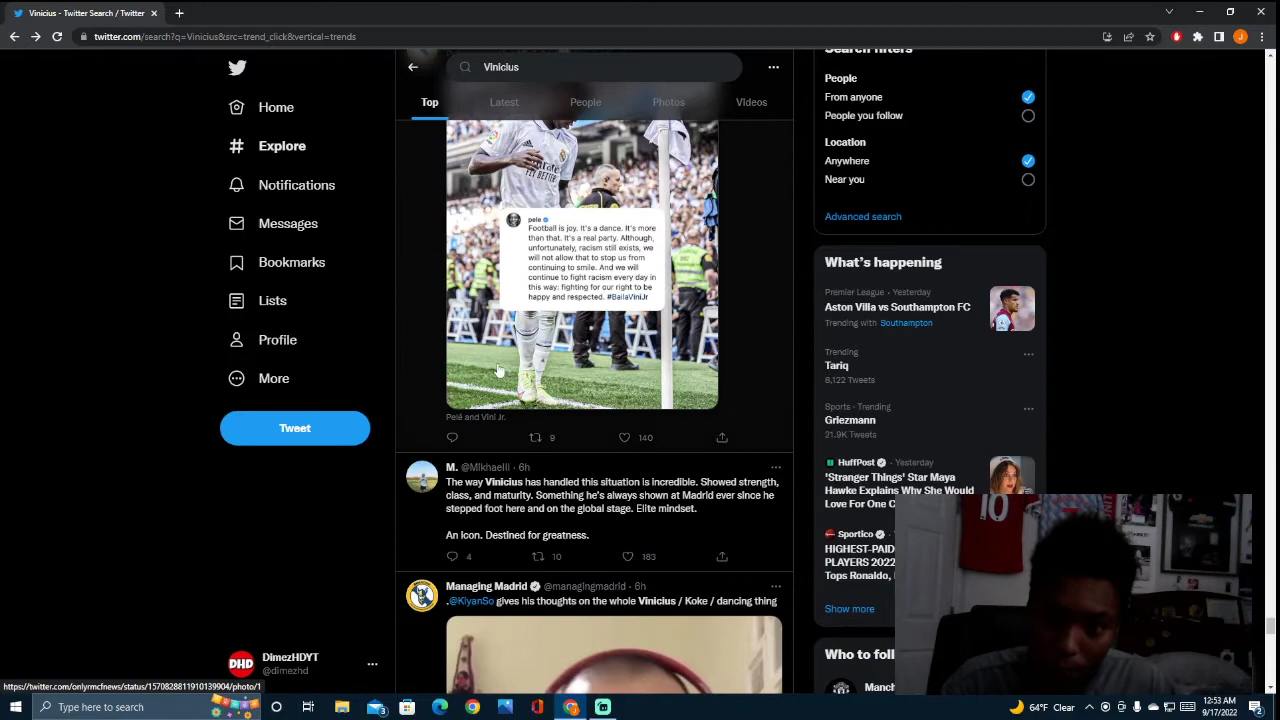 Vinicius - Twitter Search / Twitter
twitter.com/search?q=Vinicius&src=trend_click&vertical=trends
J
Home
Explore
Notifications
Messages
Bookmarks
Lists
Profile
More
Tweet
DHD
DimezHDYT
@dimezhd
https://twitter.com/onlyrmcfnews/status/1570828811910139904/photo/1
Vinicius
Top
Latest
People
Photos
Videos
Emirates
FLY BETTER
pele
Football is joy. It's a dance. It's more
than that. It's a real party. Although,
unfortunately, racism still exists, we
will not allow that to stop us from
continuing to smile. And we will
continue to fight racism every day in
this way: fighting for our right to be
happy and respected. #BailaViniJr
Pelé and Vini Jr.
9
140
M. @Mikhaelll · 6h
The way Vinicius has handled this situation is incredible. Showed strength,
class, and maturity. Something he's always shown at Madrid ever since he
stepped foot here and on the global stage. Elite mindset.
An icon. Destined for greatness.
4
10
183
Managing Madrid @managingmadrid · 6h
.@KiyanSo gives his thoughts on the whole Vinicius / Koke / dancing thing
Search filters
People
From anyone
People you follow
Location
Anywhere
Near you
Advanced search
What's happening
Premier League · Yesterday
Aston Villa vs Southampton FC
Trending with Southampton
Trending
Tariq
6,122 Tweets
Sports · Trending
Griezmann
21.9K Tweets
HuffPost · Yesterday
'Stranger Things' Star Maya
Hawke Explains Why She Would
Love For One
Sportico
HIGHEST-PAID
PLAYERS 2022
Tops Ronaldo,
Show more
Who to foll
Manch
10
Type here to search
64°F Clear
12:53 AM
9/17/2022